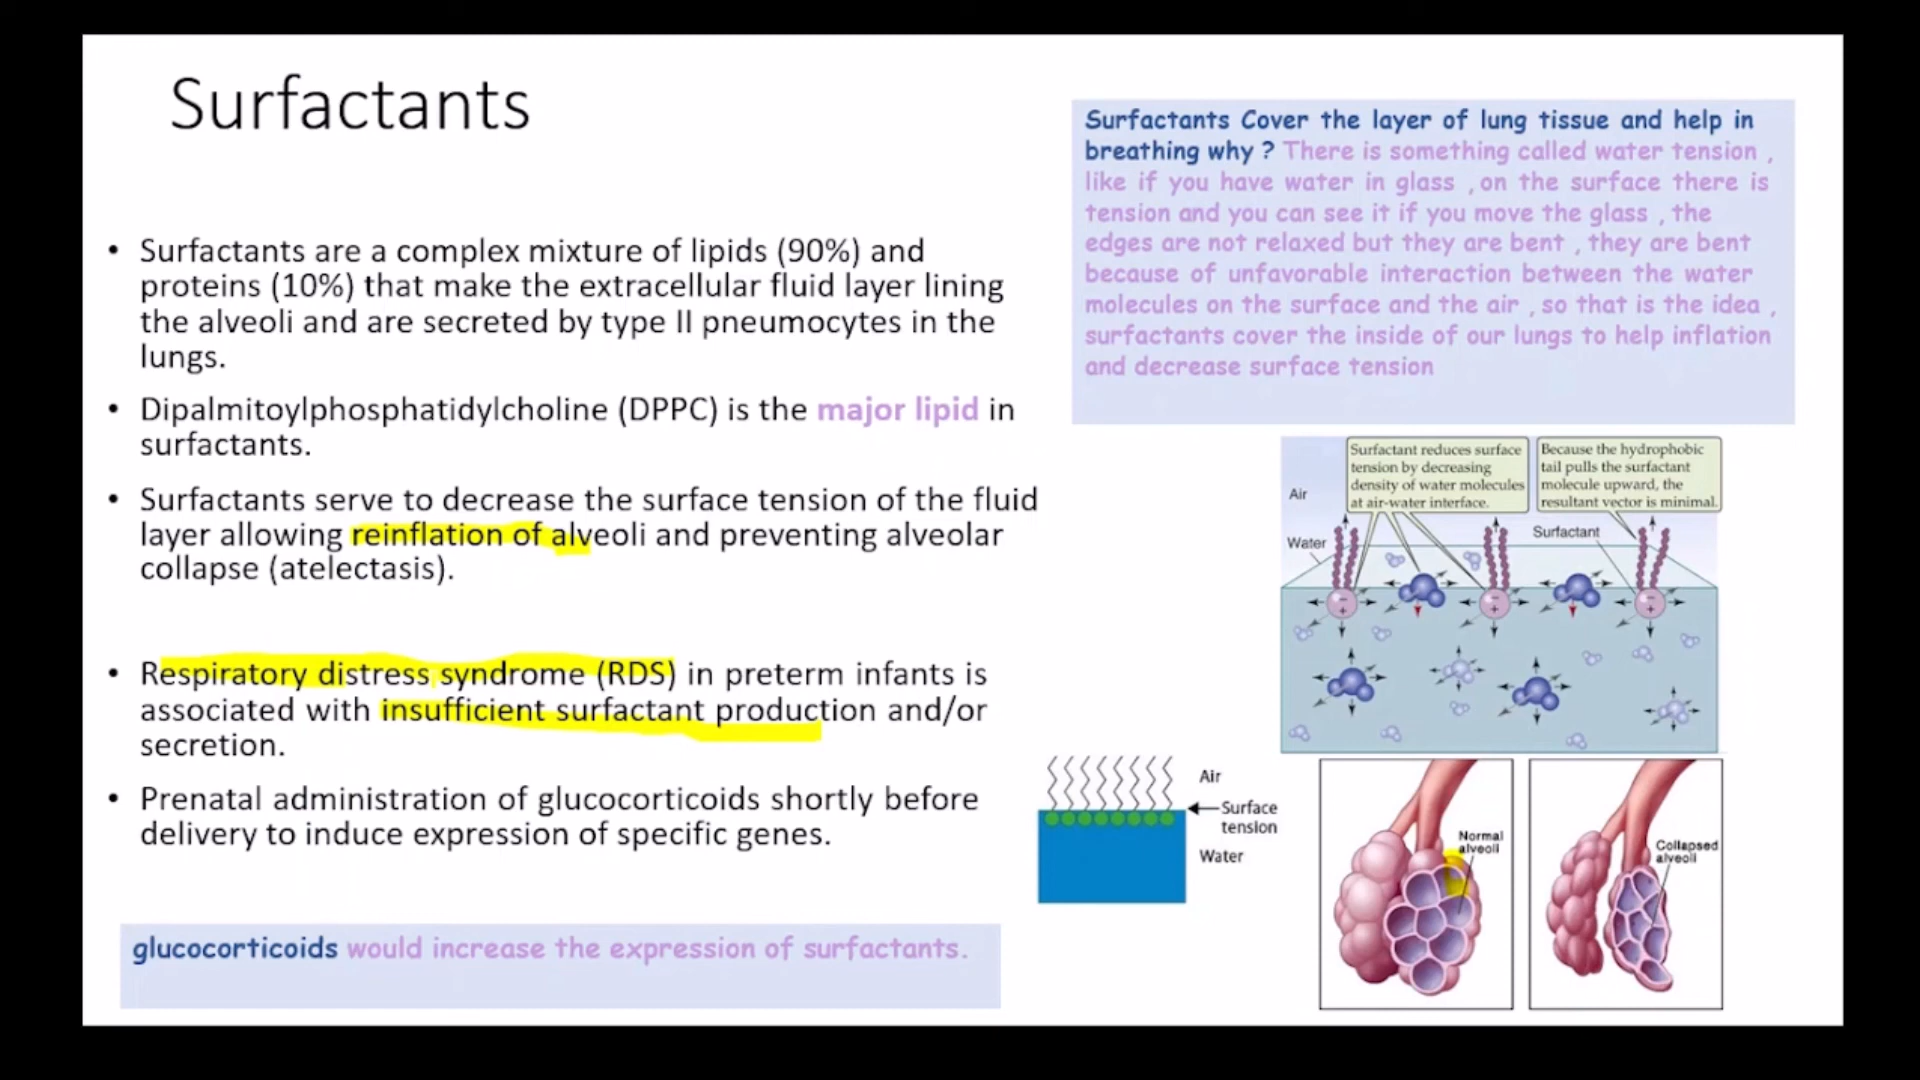 Surfactants
• Surfactants are a complex mixture of lipids (90%) and
proteins (10%) that make the extracellular fluid layer lining
the alveoli and are secreted by type II pneumocytes in the
lungs.
• Dipalmitoylphosphatidylcholine (DPPC) is the major lipid in
surfactants.
• Surfactants serve to decrease the surface tension of the fluid
layer allowing reinflation of alveoli and preventing alveolar
collapse (atelectasis).
• Respiratory distress syndrome (RDS) in preterm infants is
associated with insufficient surfactant production and/or
secretion.
• Prenatal administration of glucocorticoids shortly before
delivery to induce expression of specific genes.
glucocorticoids would increase the expression of surfactants.
Surfactants Cover the layer of lung tissue and help in
breathing why ? There is something called water tension ,
like if you have water in glass ,on the surface there is
tension and you can see it if you move the glass , the
edges are not relaxed but they are bent , they are bent
because of unfavorable interaction between the water
molecules on the surface and the air , so that is the idea ,
surfactants cover the inside of our lungs to help inflation
and decrease surface tension
Surfactant reduces surface
tension by decreasing
density of water molecules
at air-water interface.
Because the hydrophobic
tail pulls the surfactant
molecule upward, the
resultant vector is minimal.
Air
Water
Surfactant
Air
Surface
tension
Water
Normal
alveoli
Collapsed
alveoli